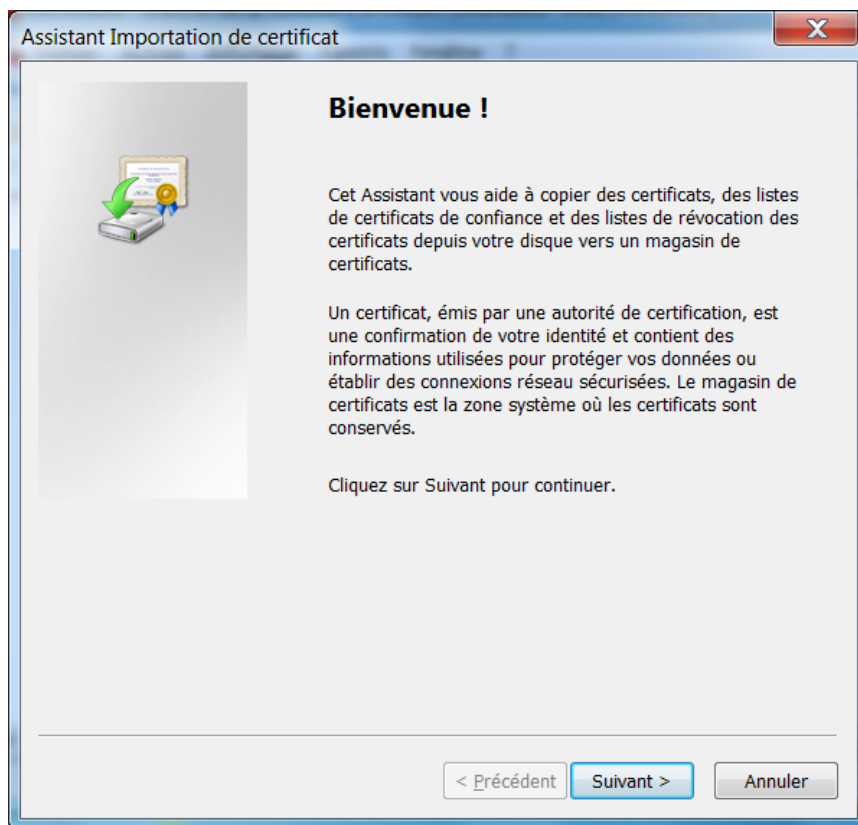 Assistant Importation de certificat
X
Bienvenue !
Cet Assistant vous aide à copier des certificats, des listes
de certificats de confiance et des listes de révocation des
certificats depuis votre disque vers un magasin de
certificats.
Un certificat, émis par une autorité de certification, est
une confirmation de votre identité et contient des
informations utilisées pour protéger vos données ou
établir des connexions réseau sécurisées. Le magasin de
certificats est la zone système où les certificats sont
conservés.
Cliquez sur Suivant pour continuer.
< Précédent Suivant > Annuler